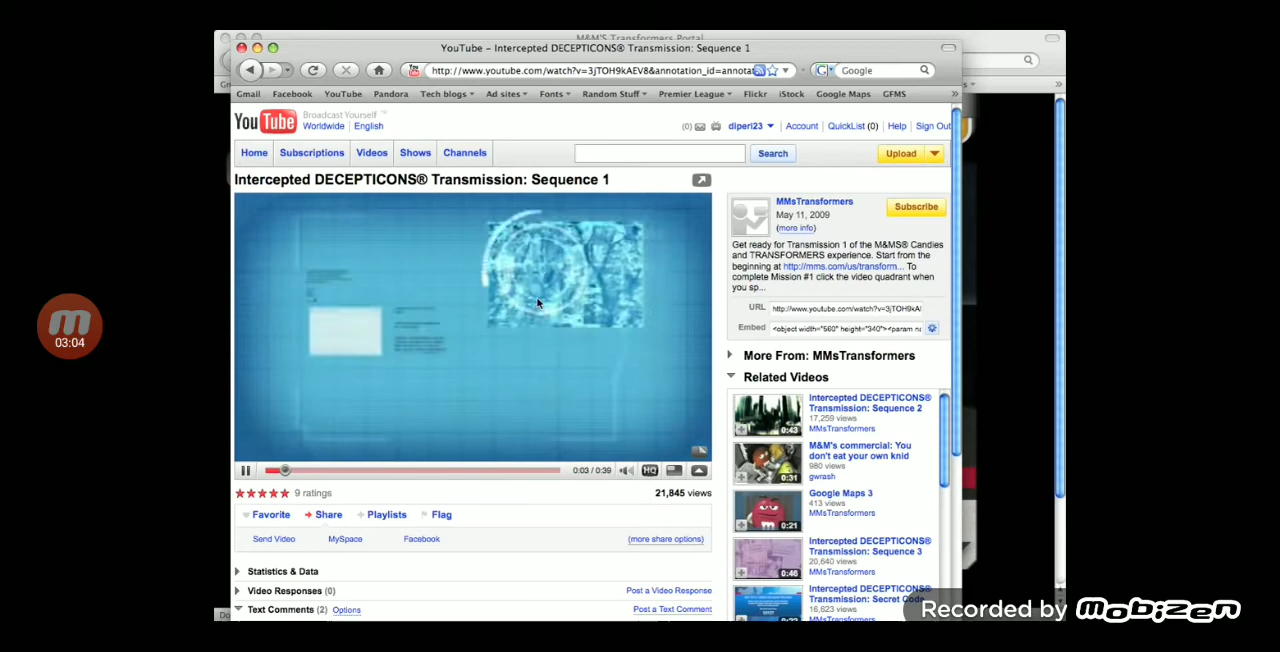 M&M'S Transformers Portal
YouTube – Intercepted DECEPTICONS® Transmission: Sequence 1
http://www.youtube.com/watch?v=3jTOH9kAEV8&annotation_id=annotat
Google
Gmail Facebook YouTube Pandora Tech blogs Ad sites Fonts Random Stuff Premier League Flickr iStock Google Maps GFMS
YouTube
Broadcast Yourself ™
Worldwide English
(0) diperi23 Account QuickList (0) Help Sign Out
Home Subscriptions Videos Shows Channels Search Upload
Intercepted DECEPTICONS® Transmission: Sequence 1
MMsTransformers
May 11, 2009
(more info)
Subscribe
Get ready for Transmission 1 of the M&MS® Candies
and TRANSFORMERS experience. Start from the
beginning at http://mms.com/us/transform... To
complete Mission #1 click the video quadrant when
you sp...
URL http://www.youtube.com/watch?v=3jTOH9kAI
Embed <object width="560" height="340"><param na
More From: MMsTransformers
Related Videos
Intercepted DECEPTICONS®
Transmission: Sequence 2
17,259 views
MMsTransformers
0:43
M&M's commercial: You
don't eat your own knid
980 views
gwrash
0:31
Google Maps 3
413 views
MMsTransformers
0:21
Intercepted DECEPTICONS®
Transmission: Sequence 3
20,640 views
MMsTransformers
0:46
Intercepted DECEPTICONS®
Transmission: Secret Code
16,623 views
03:04
0:03 / 0:39 HQ
9 ratings 21,845 views
Favorite Share Playlists Flag
Send Video MySpace Facebook (more share options)
Statistics & Data
Video Responses (0) Post a Video Response
Text Comments (2) Options Post a Text Comment
Recorded by mobizen